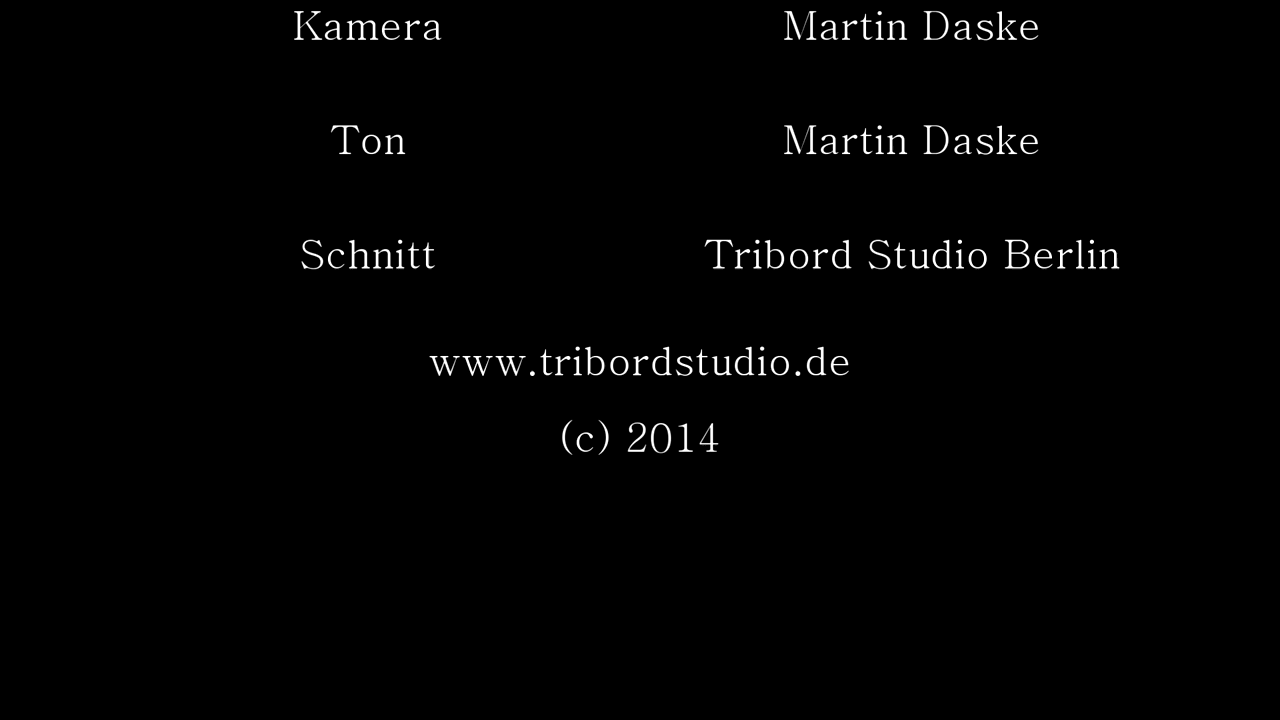 Kamera Martin Daske
Ton Martin Daske
Schnitt Tribord Studio Berlin
www.tribordstudio.de
(c) 2014